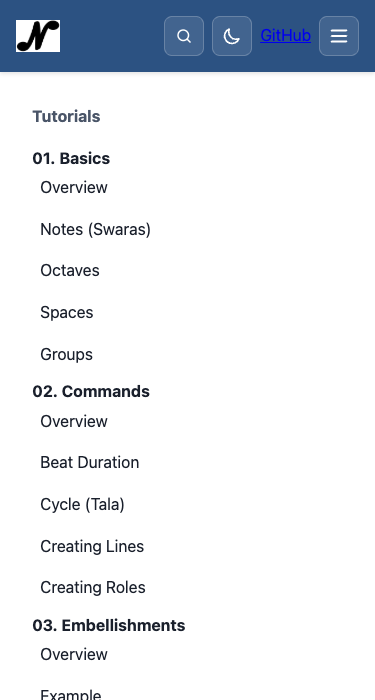 N
GitHub
Tutorials
01. Basics
Overview
Notes (Swaras)
Octaves
Spaces
Groups
02. Commands
Overview
Beat Duration
Cycle (Tala)
Creating Lines
Creating Roles
03. Embellishments
Overview
Example